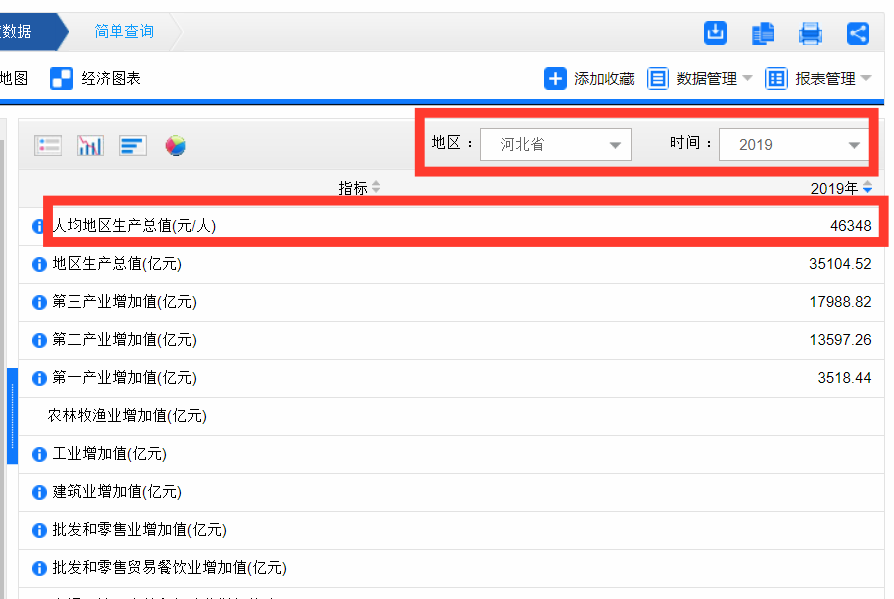 数据 简单查询
地图 经济图表 添加收藏 数据管理 报表管理
地区： 河北省 时间： 2019
指标 2019年
人均地区生产总值(元/人) 46348
地区生产总值(亿元) 35104.52
第三产业增加值(亿元) 17988.82
第二产业增加值(亿元) 13597.26
第一产业增加值(亿元) 3518.44
农林牧渔业增加值(亿元)
工业增加值(亿元)
建筑业增加值(亿元)
批发和零售业增加值(亿元)
批发和零售贸易餐饮业增加值(亿元)